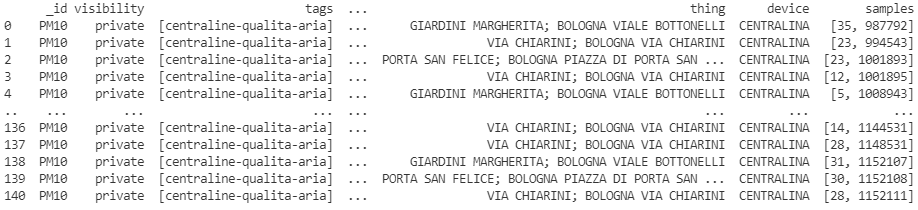 _id visibility tags ... thing device samples
0 PM10 private [centraline-qualita-aria] ... GIARDINI MARGHERITA; BOLOGNA VIALE BOTTONELLI CENTRALINA [35, 987792]
1 PM10 private [centraline-qualita-aria] ... VIA CHIARINI; BOLOGNA VIA CHIARINI CENTRALINA [23, 994543]
2 PM10 private [centraline-qualita-aria] ... PORTA SAN FELICE; BOLOGNA PIAZZA DI PORTA SAN ... CENTRALINA [23, 1001893]
3 PM10 private [centraline-qualita-aria] ... VIA CHIARINI; BOLOGNA VIA CHIARINI CENTRALINA [12, 1001895]
4 PM10 private [centraline-qualita-aria] ... GIARDINI MARGHERITA; BOLOGNA VIALE BOTTONELLI CENTRALINA [5, 1008943]
.. ... ... ... ... ... ... ...
136 PM10 private [centraline-qualita-aria] ... VIA CHIARINI; BOLOGNA VIA CHIARINI CENTRALINA [14, 1144531]
137 PM10 private [centraline-qualita-aria] ... VIA CHIARINI; BOLOGNA VIA CHIARINI CENTRALINA [28, 1148531]
138 PM10 private [centraline-qualita-aria] ... GIARDINI MARGHERITA; BOLOGNA VIALE BOTTONELLI CENTRALINA [31, 1152107]
139 PM10 private [centraline-qualita-aria] ... PORTA SAN FELICE; BOLOGNA PIAZZA DI PORTA SAN ... CENTRALINA [30, 1152108]
140 PM10 private [centraline-qualita-aria] ... VIA CHIARINI; BOLOGNA VIA CHIARINI CENTRALINA [28, 1152111]